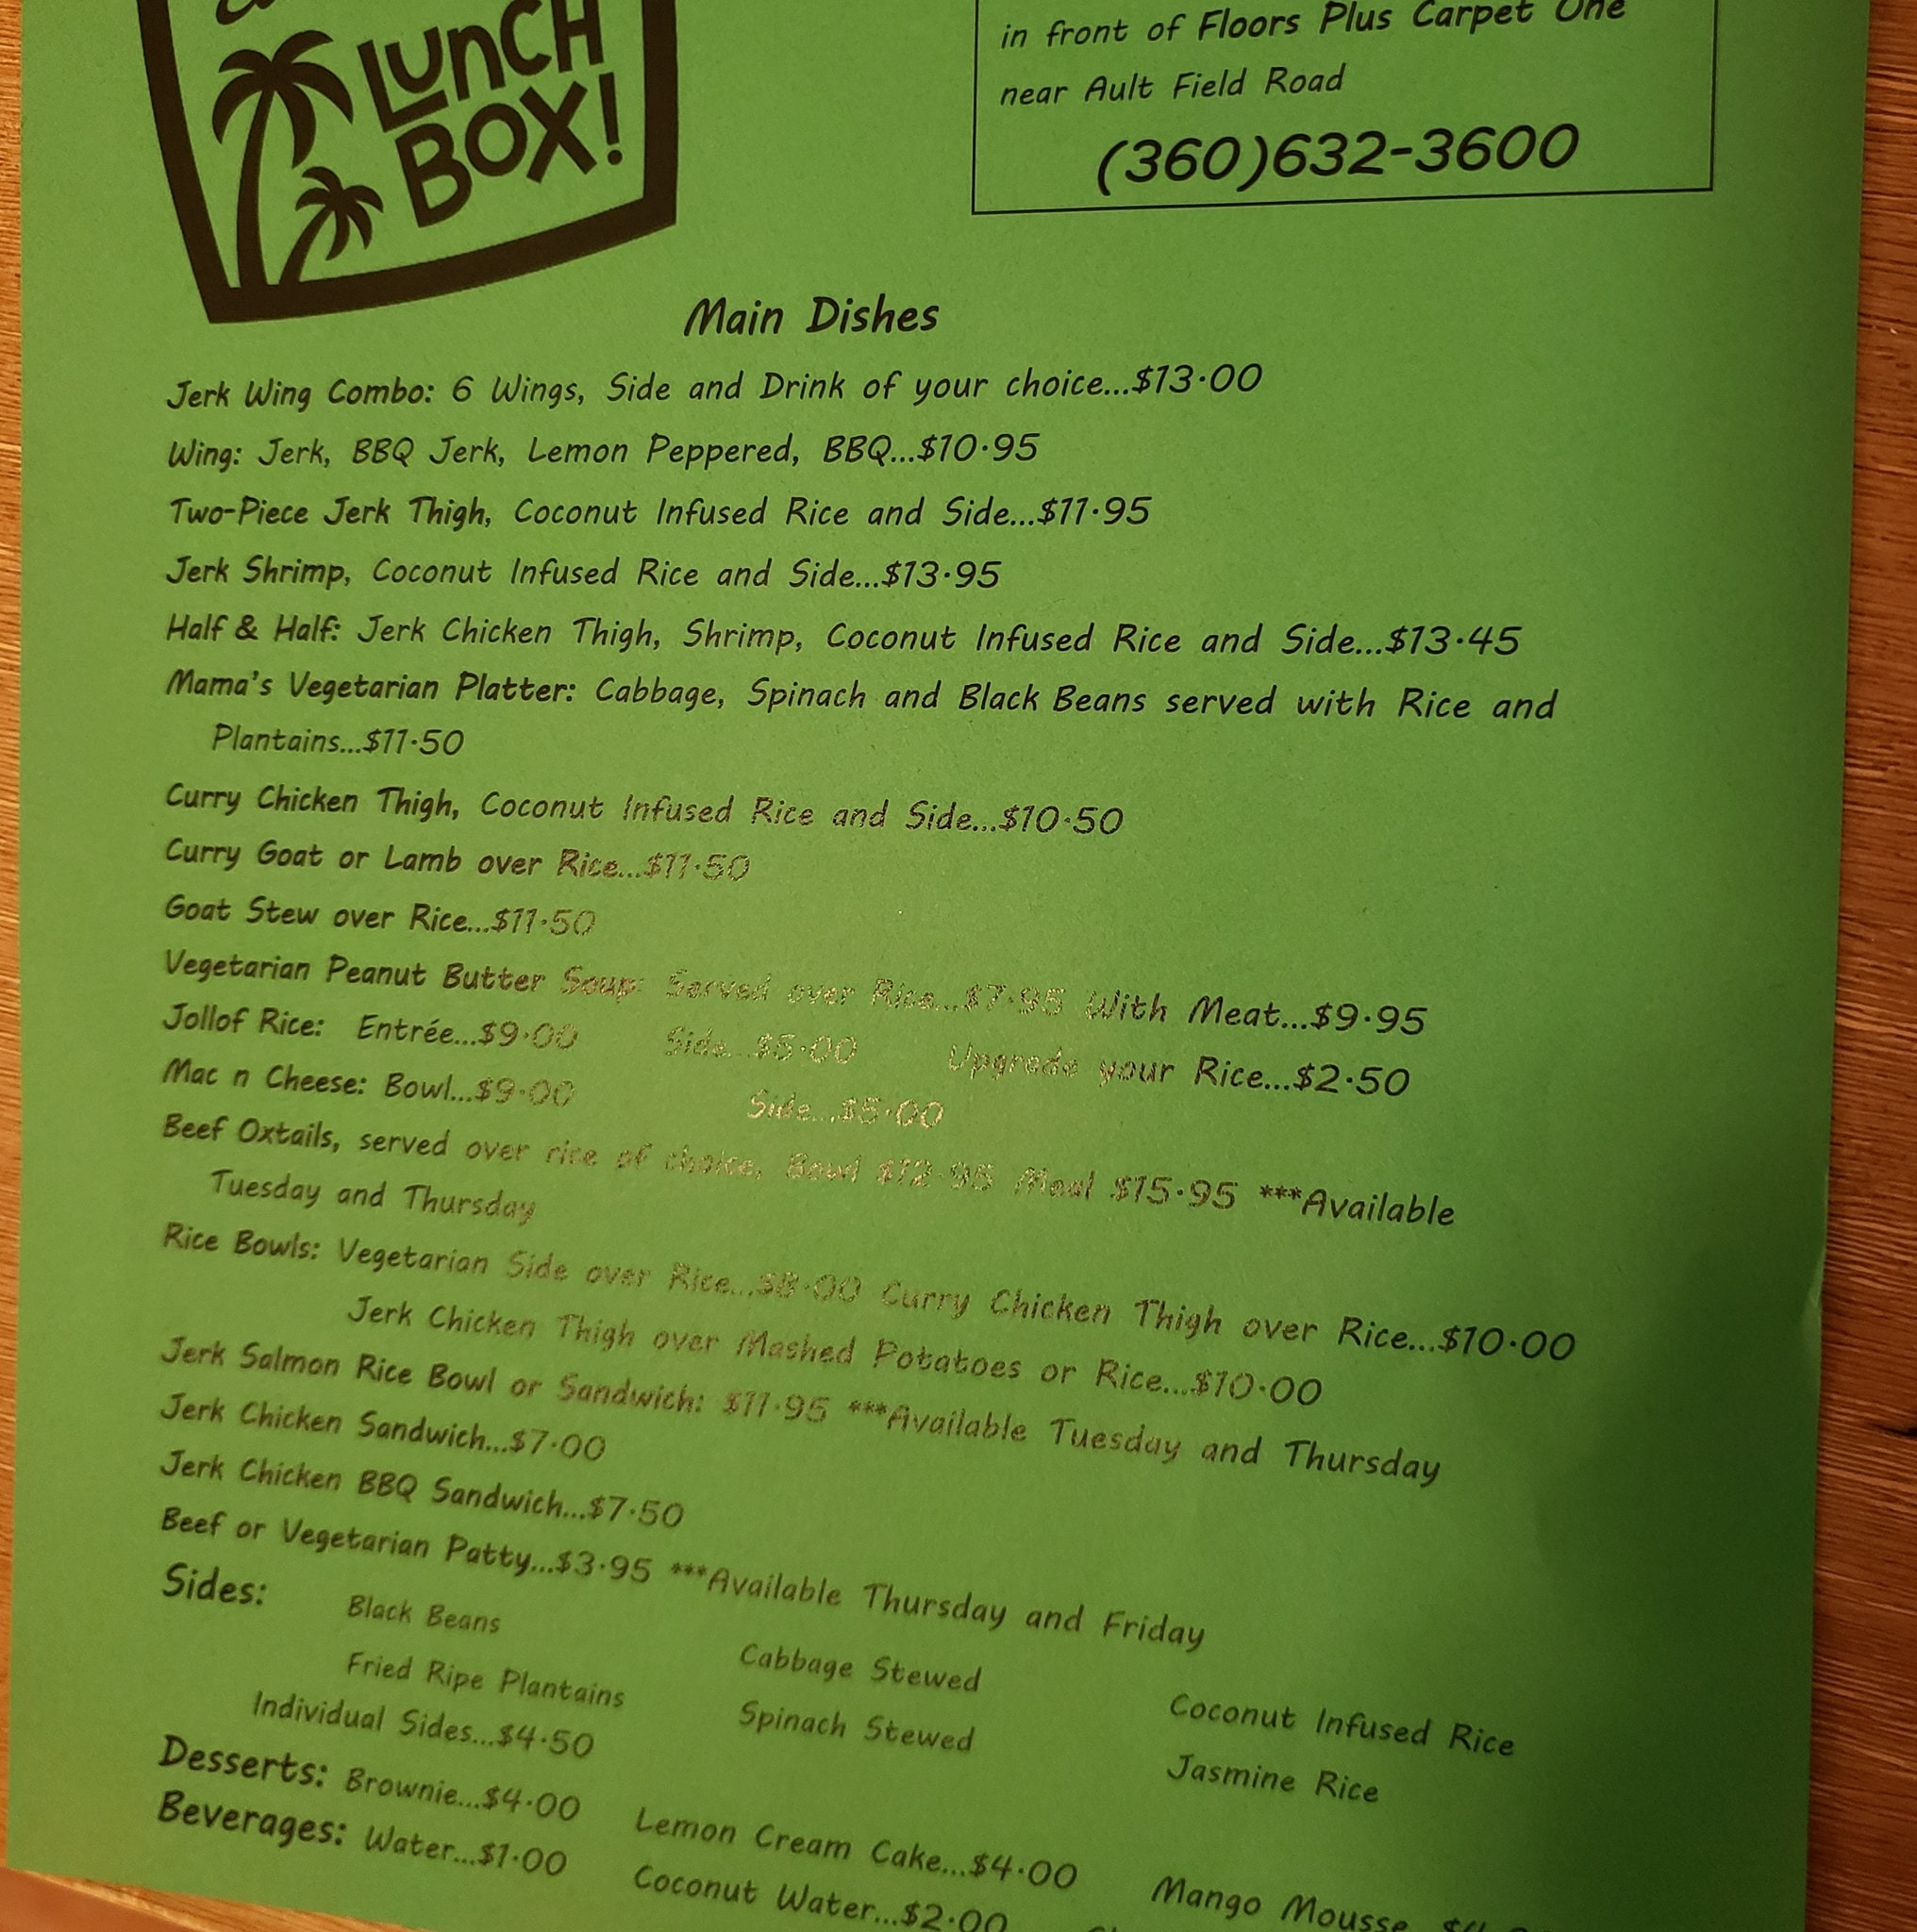 LUNCH
BOX!
in front of Floors Plus Carpet One
near Ault Field Road
(360)632-3600
Main Dishes
Jerk Wing Combo: 6 Wings, Side and Drink of your choice...$13.00
Wing: Jerk, BBQ Jerk, Lemon Peppered, BBQ...$10.95
Two-Piece Jerk Thigh, Coconut Infused Rice and Side...$11.95
Jerk Shrimp, Coconut Infused Rice and Side...$13.95
Half & Half: Jerk Chicken Thigh, Shrimp, Coconut Infused Rice and Side...$13.45
Mama's Vegetarian Platter: Cabbage, Spinach and Black Beans served with Rice and
Plantains...$11.50
Curry Chicken Thigh, Coconut Infused Rice and Side...$10.50
Curry Goat or Lamb over Rice...$11.50
Goat Stew over Rice...$11.50
Vegetarian Peanut Butter Soup: Served over Rice...$7.95 With Meat...$9.95
Jollof Rice: Entrée...$9.00 Side...$5.00 Upgrade your Rice...$2.50
Mac n Cheese: Bowl...$9.00 Side...$5.00
Beef Oxtails, served over rice of choice, Bowl $12.95 Meal $15.95 ***Available
Tuesday and Thursday
Rice Bowls: Vegetarian Side over Rice...$8.00 Curry Chicken Thigh over Rice...$10.00
Jerk Chicken Thigh over Mashed Potatoes or Rice...$10.00
Jerk Salmon Rice Bowl or Sandwich: $11.95 ***Available Tuesday and Thursday
Jerk Chicken Sandwich...$7.00
Jerk Chicken BBQ Sandwich...$7.50
Beef or Vegetarian Patty...$3.95 ***Available Thursday and Friday
Sides: Black Beans Cabbage Stewed Coconut Infused Rice
Fried Ripe Plantains Spinach Stewed Jasmine Rice
Individual Sides...$4.50
Desserts: Brownie...$4.00 Lemon Cream Cake...$4.00 Mango Mousse
Beverages: Water...$1.00 Coconut Water...$2.00